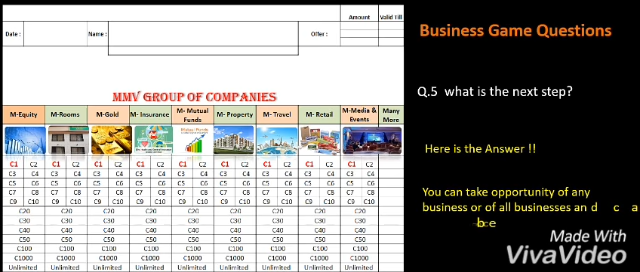 Amount Valid Till
Date : Name : Offer :
MMV GROUP OF COMPANIES
M-Equity M-Rooms M-Gold M- Insurance M- Mutual Funds M- Property M- Travel M- Retail M-Media & Events Many More
C1 C2 C1 C2 C1 C2 C1 C2 C1 C2 C1 C2 C1 C2 C1 C2 C1 C2
C3 C4 C3 C4 C3 C4 C3 C4 C3 C4 C3 C4 C3 C4 C3 C4 C3 C4
C5 C6 C5 C6 C5 C6 C5 C6 C5 C6 C5 C6 C5 C6 C5 C6 C5 C6
C7 C8 C7 C8 C7 C8 C7 C8 C7 C8 C7 C8 C7 C8 C7 C8 C7 C8
C9 C10 C9 C10 C9 C10 C9 C10 C9 C10 C9 C10 C9 C10 C9 C10 C9 C10
C20 C20 C20 C20 C20 C20 C20 C20 C20
C30 C30 C30 C30 C30 C30 C30 C30 C30
C40 C40 C40 C40 C40 C40 C40 C40 C40
C50 C50 C50 C50 C50 C50 C50 C50 C50
C100 C100 C100 C100 C100 C100 C100 C100 C100
C1000 C1000 C1000 C1000 C1000 C1000 C1000 C1000 C1000
Unlimited Unlimited Unlimited Unlimited Unlimited Unlimited Unlimited Unlimited Unlimited
Business Game Questions
Q.5 what is the next step?
Here is the Answer !!
You can take opportunity of any
business or of all businesses an d c a
Made With
VivaVideo